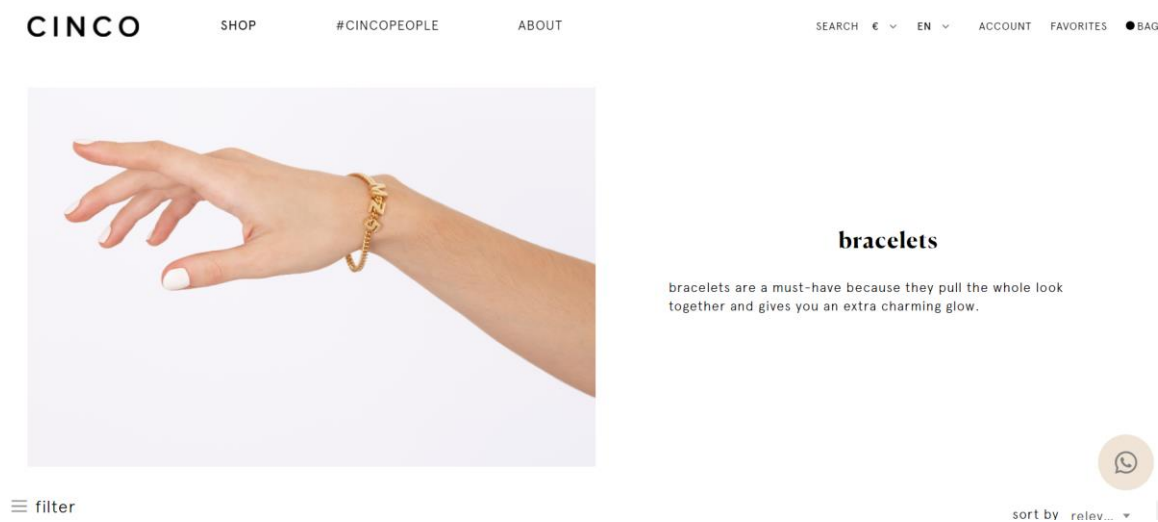 CINCO SHOP #CINCOPEOPLE ABOUT SEARCH € EN ACCOUNT FAVORITES BAG
bracelets
bracelets are a must-have because they pull the whole look
together and gives you an extra charming glow.
filter
sort by relev...